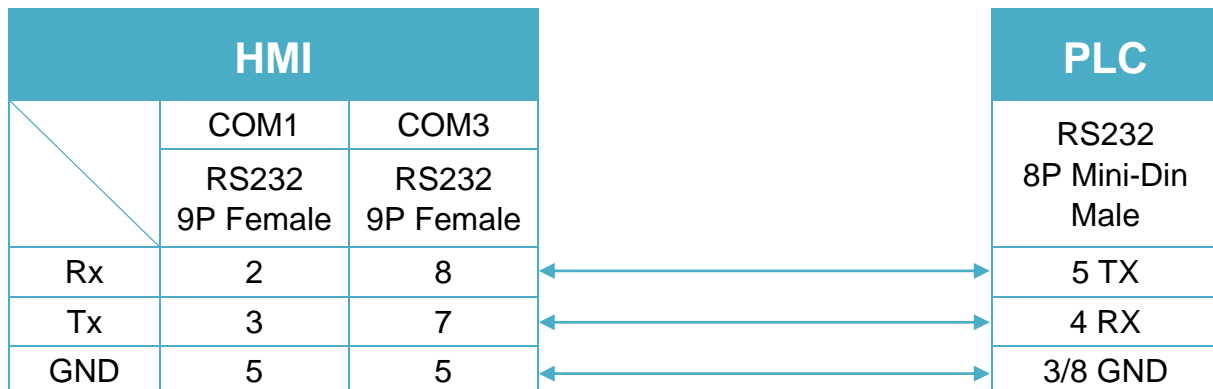 HMI
PLC
COM1 COM3
RS232
9P Female
RS232
9P Female
RS232
8P Mini-Din
Male
Rx 2 8 5 TX
Tx 3 7 4 RX
GND 5 5 3/8 GND